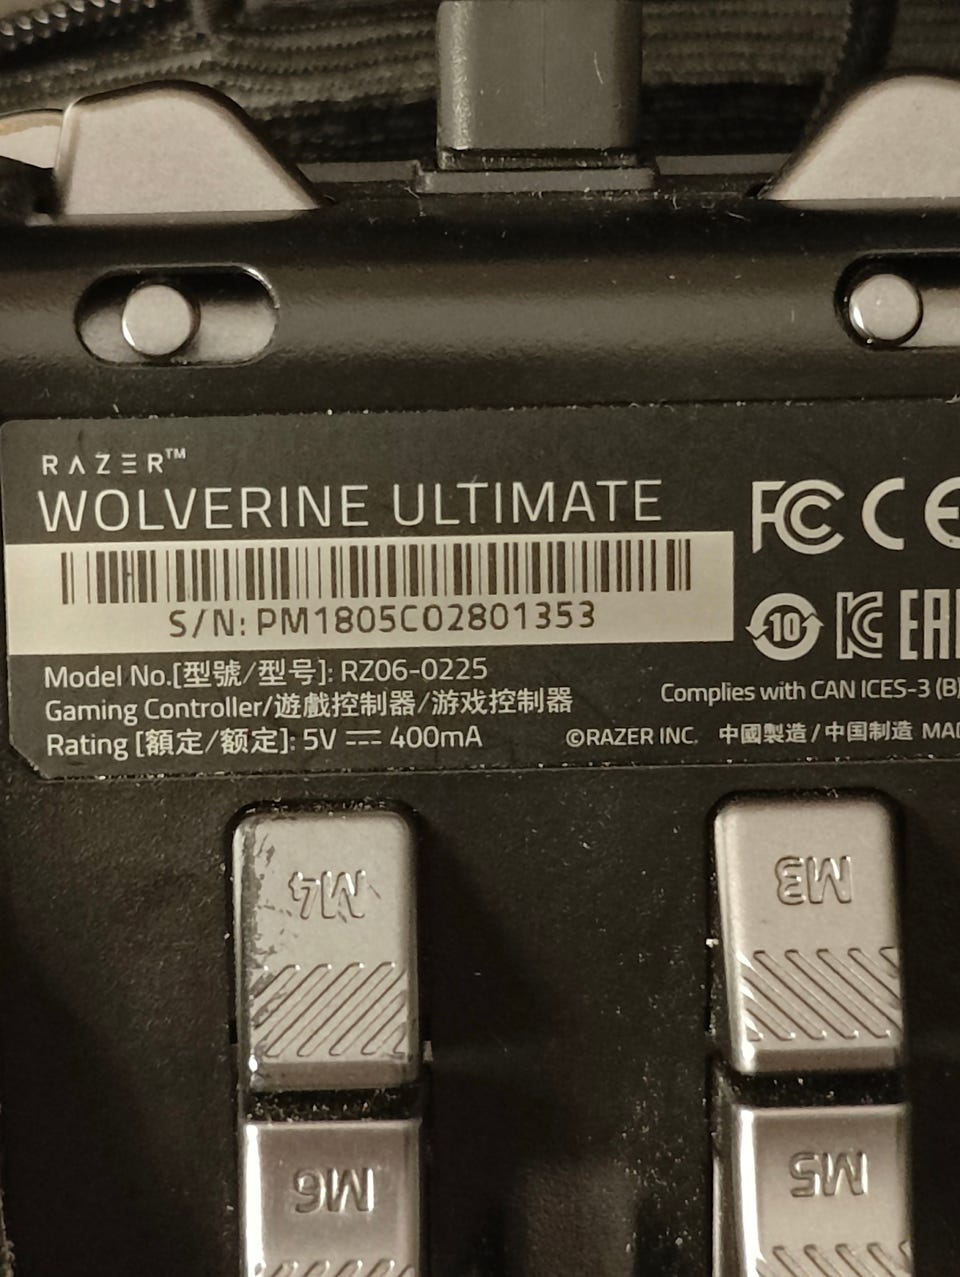 RAZER™
WOLVERINE ULTIMATE
FC CE
S/N: PM1805C02801353
10
Model No.[型號/型号]: RZ06-0225
Gaming Controller/遊戲控制器/游戏控制器
Complies with CAN ICES-3 (B)
Rating [額定/额定]: 5V ⎓ 400mA
©RAZER INC. 中國製造 / 中国制造
M4
M3
M6
M5